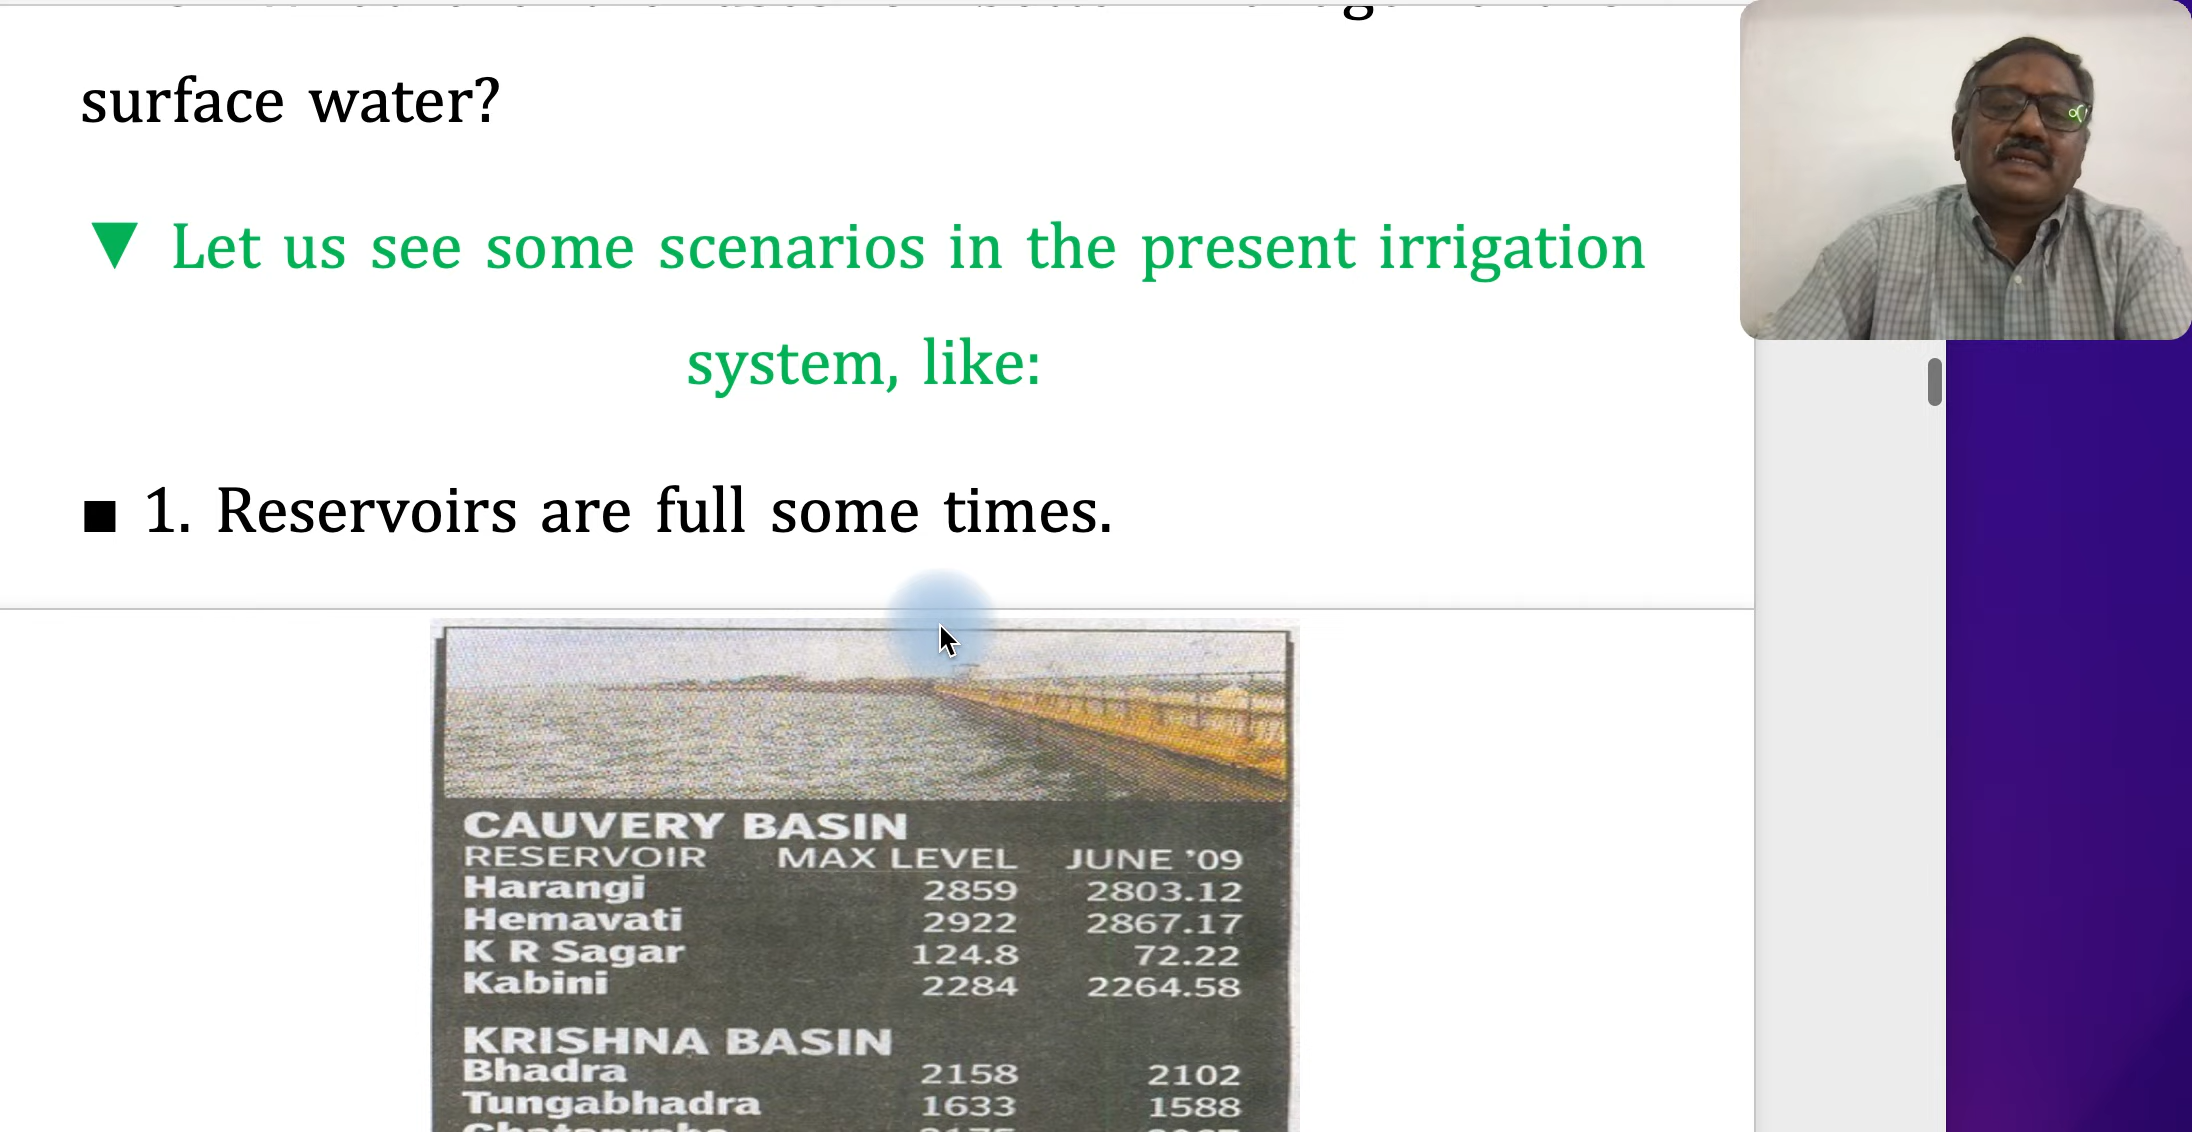 surface water?
▼ Let us see some scenarios in the present irrigation
system, like:
■ 1. Reservoirs are full some times.
CAUVERY BASIN
RESERVOIR MAX LEVEL JUNE '09
Harangi 2859 2803.12
Hemavati 2922 2867.17
K R Sagar 124.8 72.22
Kabini 2284 2264.58
KRISHNA BASIN
Bhadra 2158 2102
Tungabhadra 1633 1588